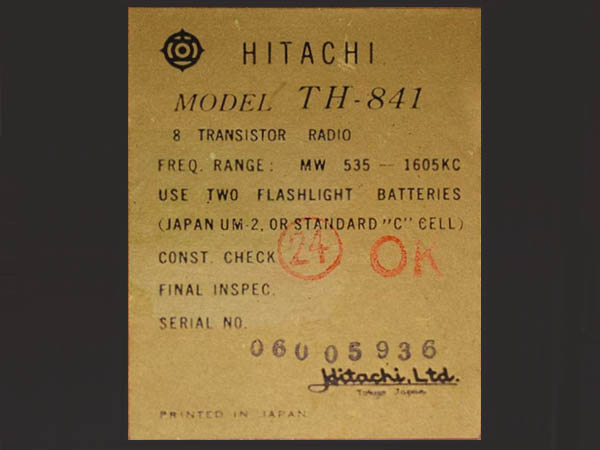 HITACHI
MODEL TH-841
8 TRANSISTOR RADIO
FREQ. RANGE: MW 535 — 1605KC
USE TWO FLASHLIGHT BATTERIES
(JAPAN UM-2, OR STANDARD "C" CELL)
CONST. CHECK 24 OK
FINAL INSPEC.
SERIAL NO.
0605936
Hitachi, Ltd.
Tokyo Japan
PRINTED IN JAPAN